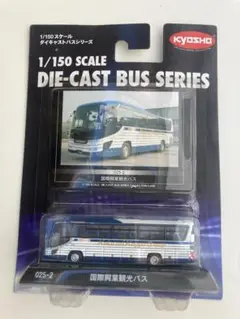 1/150スケール
ダイキャストバスシリーズ
KYOSHO
1/150 SCALE
DIE-CAST BUS SERIES
025-2
国際興業観光バス
025-2
国際興業観光バス